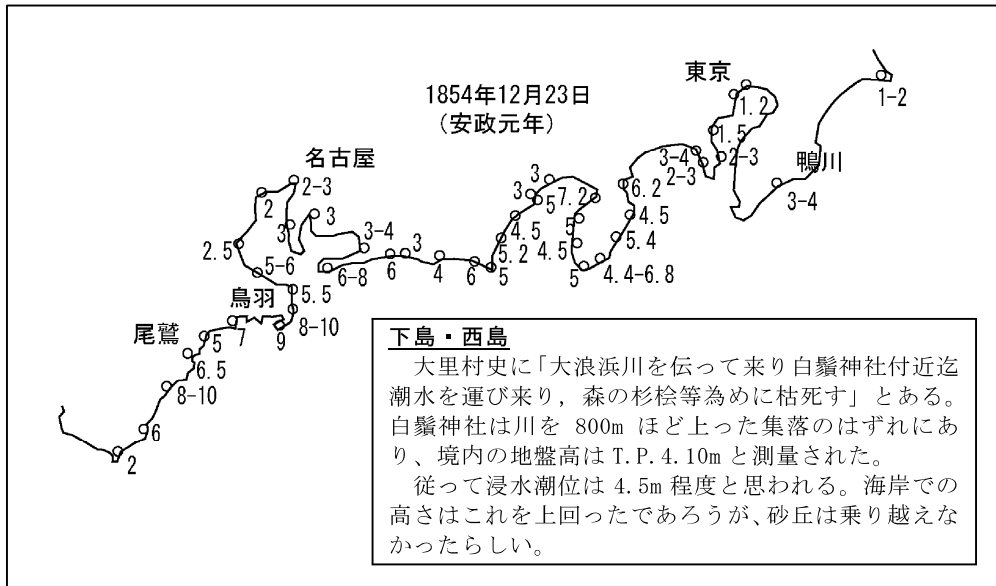 1854年12月23日
(安政元年)
東京
1.2
1.5
2-3
3-4
2-3
1-2
鴨川
3-4
名古屋
2-3
2
3
3
3-4
2.5
5-6
6-8
6
3
4
6
5
5.2
4.5
3
5
3
7.2
5
4.5
5
4.4-6.8
5.4
4.5
6.2
鳥羽
5.5
8-10
9
7
尾鷲
5
6.5
8-10
6
2
下島・西島
大里村史に「大浪浜川を伝って来り白鬚神社付近迄
潮水を運び来り，森の杉桧等為めに枯死す」とある。
白鬚神社は川を 800m ほど上った集落のはずれにあ
り、境内の地盤高は T.P.4.10m と測量された。
従って浸水潮位は 4.5m 程度と思われる。海岸での
高さはこれを上回ったであろうが、砂丘は乗り越えな
かったらしい。